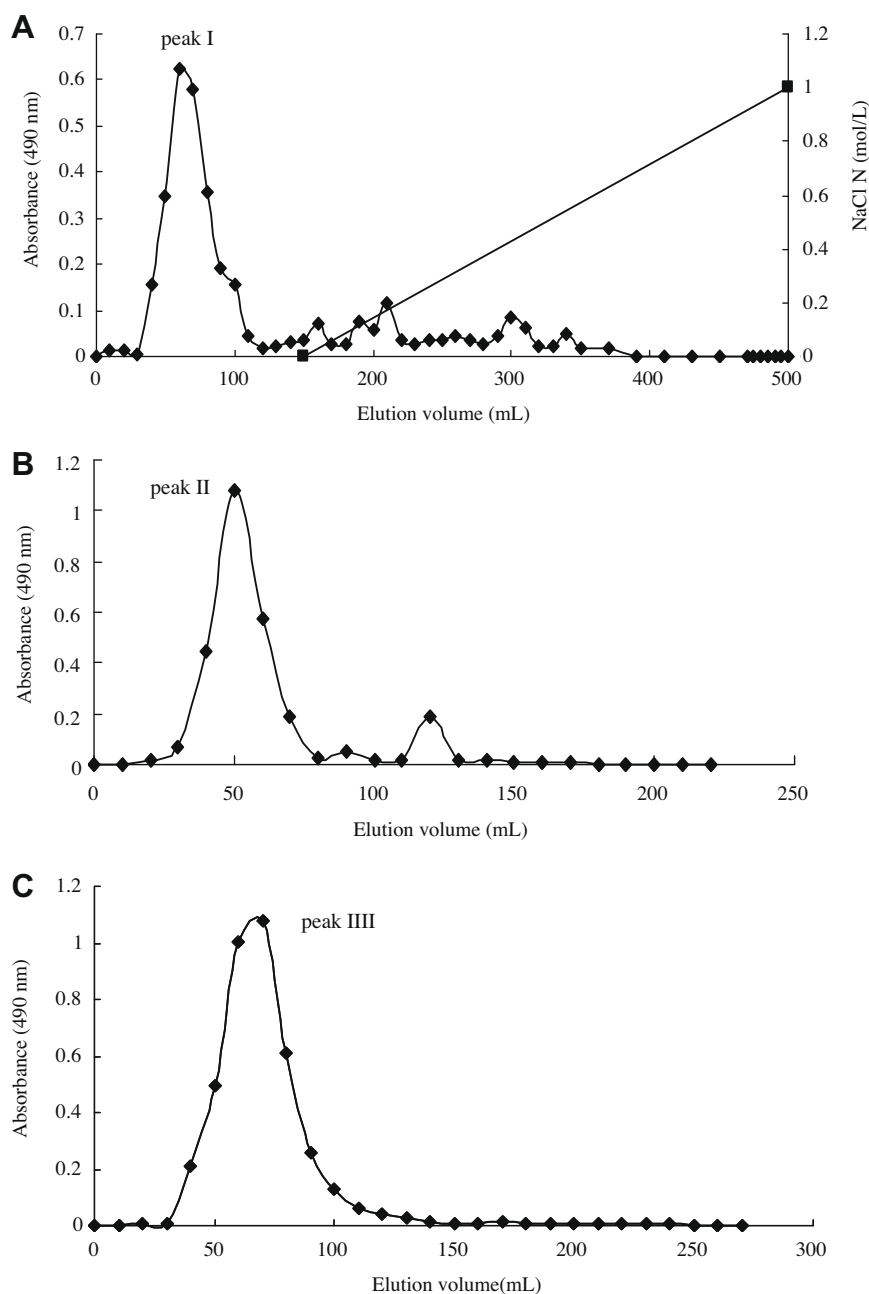 A
peak I
0.7
0.6
0.5
0.4
0.3
0.2
0.1
0
Absorbance (490 nm)
1.2
1
0.8
0.6
0.4
0.2
0
NaCl N (mol/L)
0 100 200 300 400 500
Elution volume (mL)
B
peak II
1.2
1
0.8
0.6
0.4
0.2
0
Absorbance (490 nm)
0 50 100 150 200 250
Elution volume (mL)
C
peak IIII
1.2
1
0.8
0.6
0.4
0.2
0
Absorbance (490 nm)
0 50 100 150 200 250 300
Elution volume(mL)